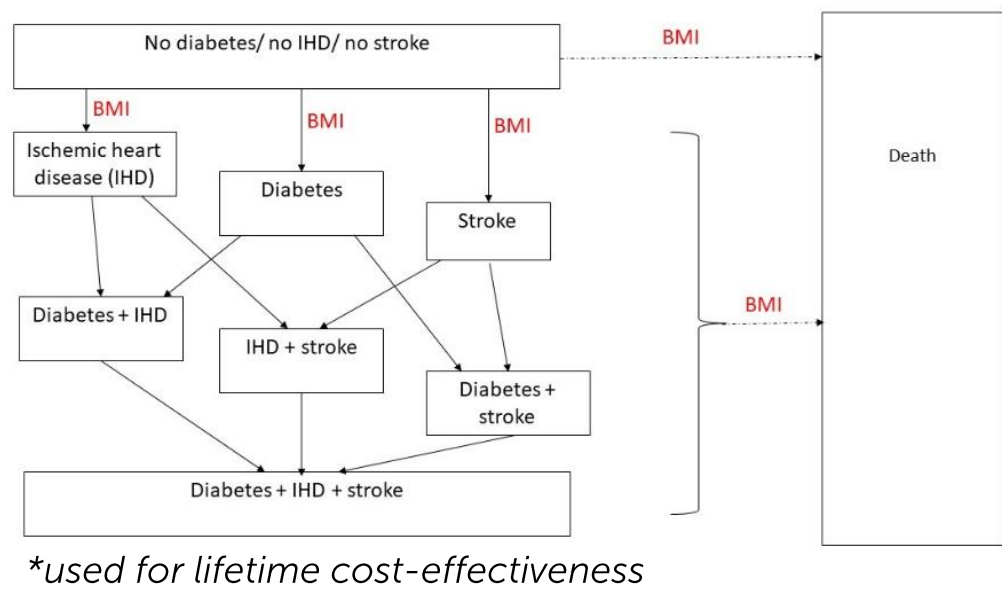 No diabetes/ no IHD/ no stroke
BMI
BMI
BMI
BMI
Ischemic heart
disease (IHD)
Diabetes
Stroke
Death
Diabetes + IHD
IHD + stroke
BMI
Diabetes +
stroke
Diabetes + IHD + stroke
*used for lifetime cost-effectiveness